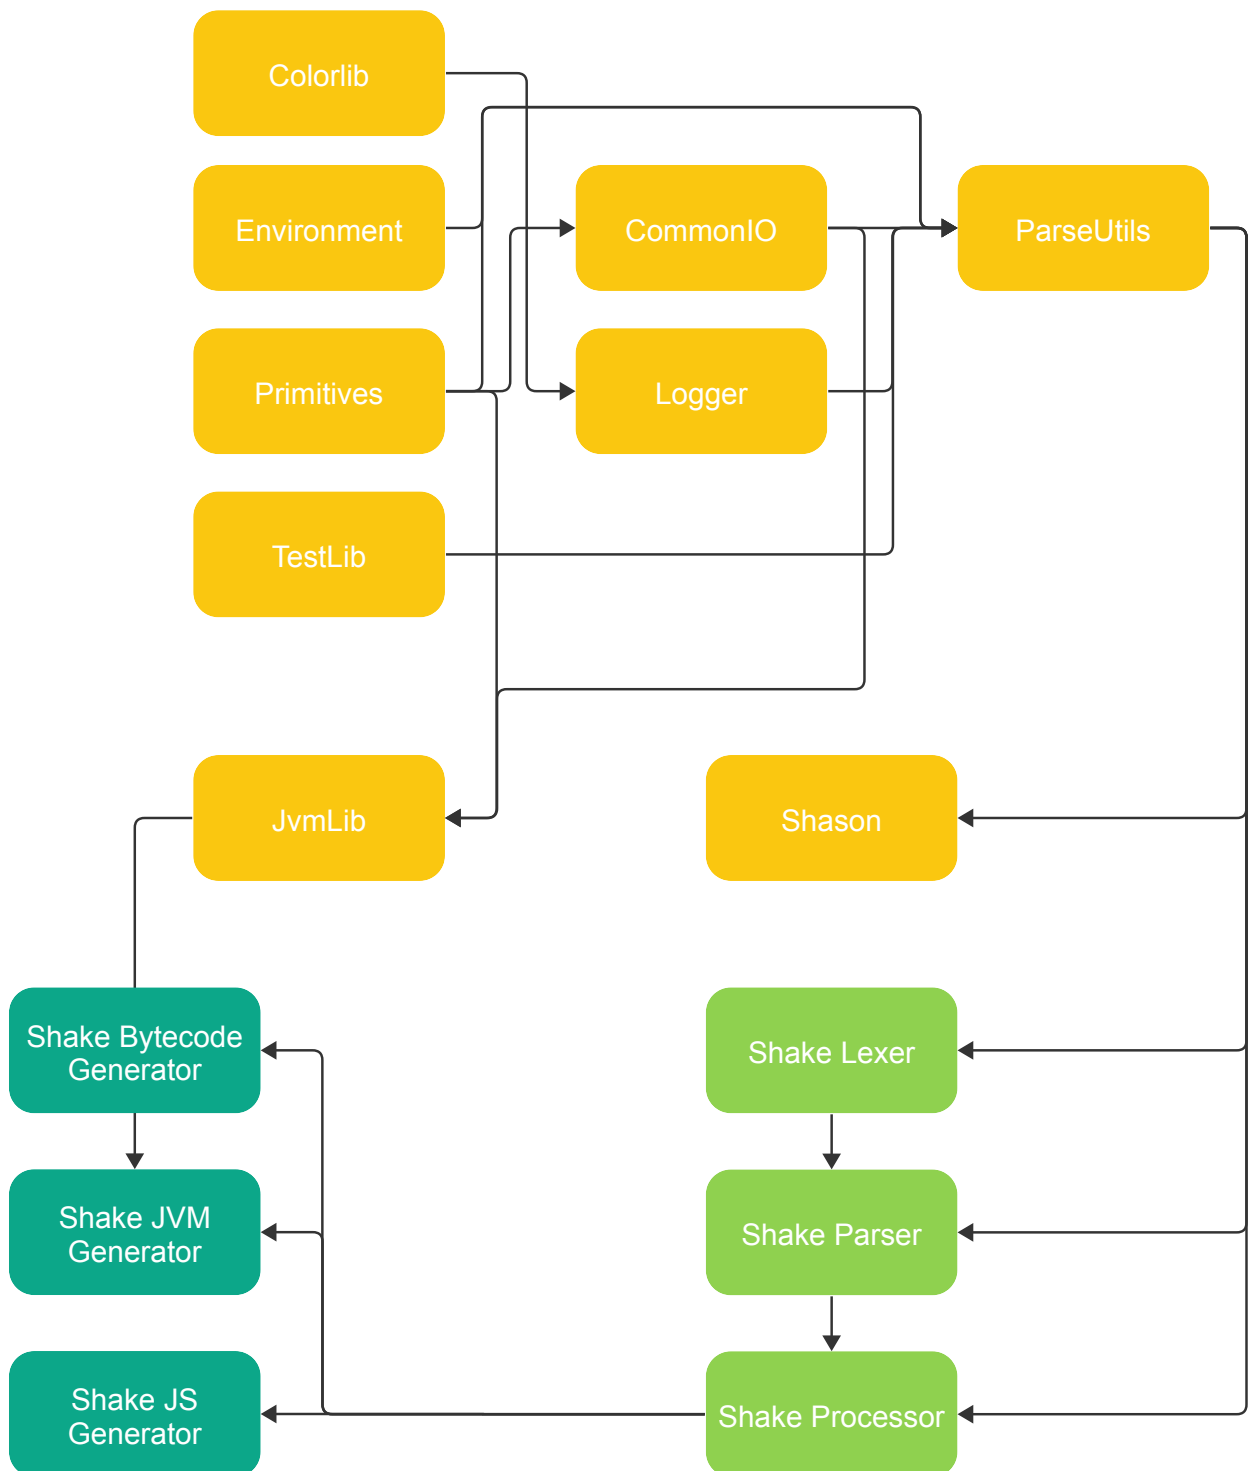 Colorlib
Environment
CommonIO
ParseUtils
Primitives
Logger
TestLib
JvmLib
Shason
Shake Bytecode
Generator
Shake Lexer
Shake JVM
Generator
Shake Parser
Shake JS
Generator
Shake Processor